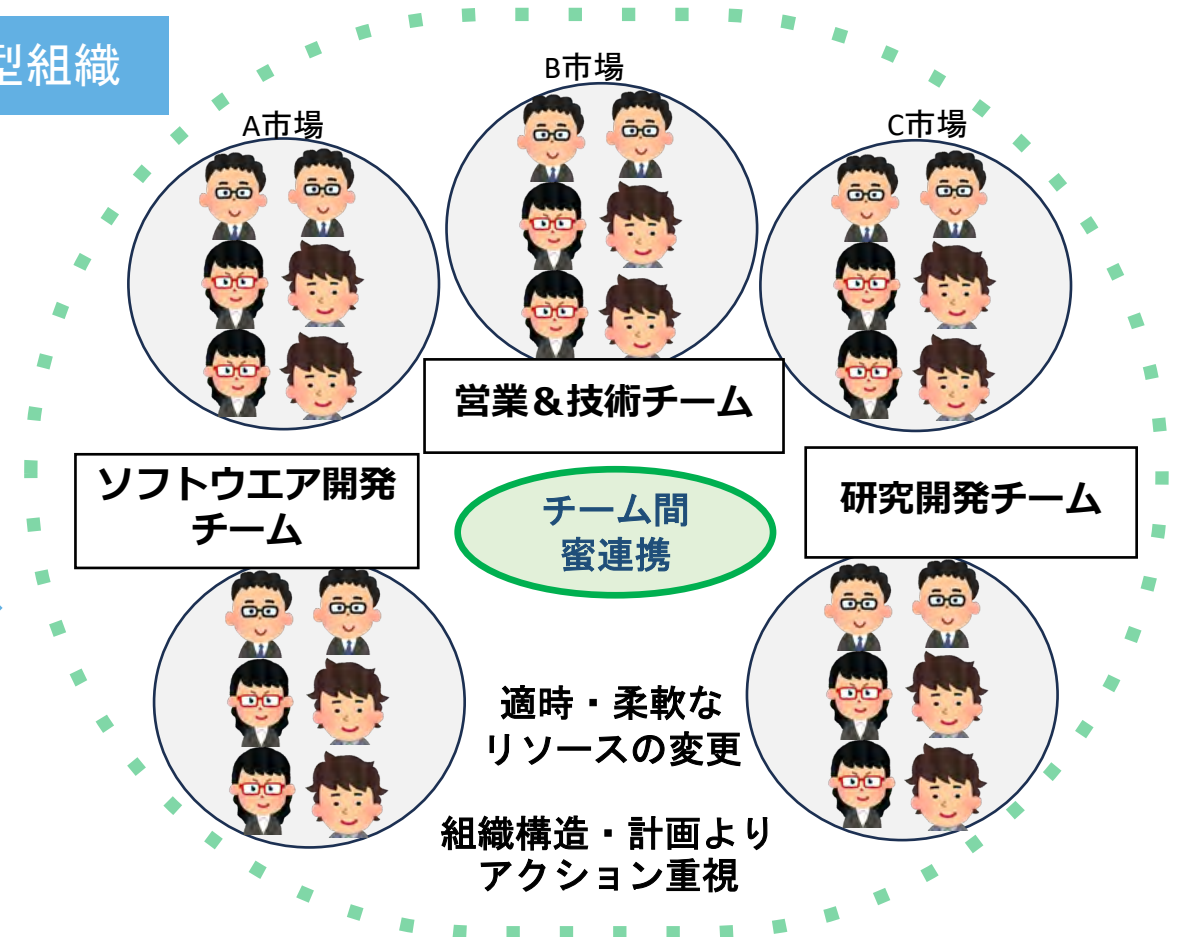 型組織
B市場
A市場
C市場
営業＆技術チーム
ソフトウエア開発
チーム
研究開発チーム
チーム間
蜜連携
適時・柔軟な
リソースの変更
組織構造・計画より
アクション重視